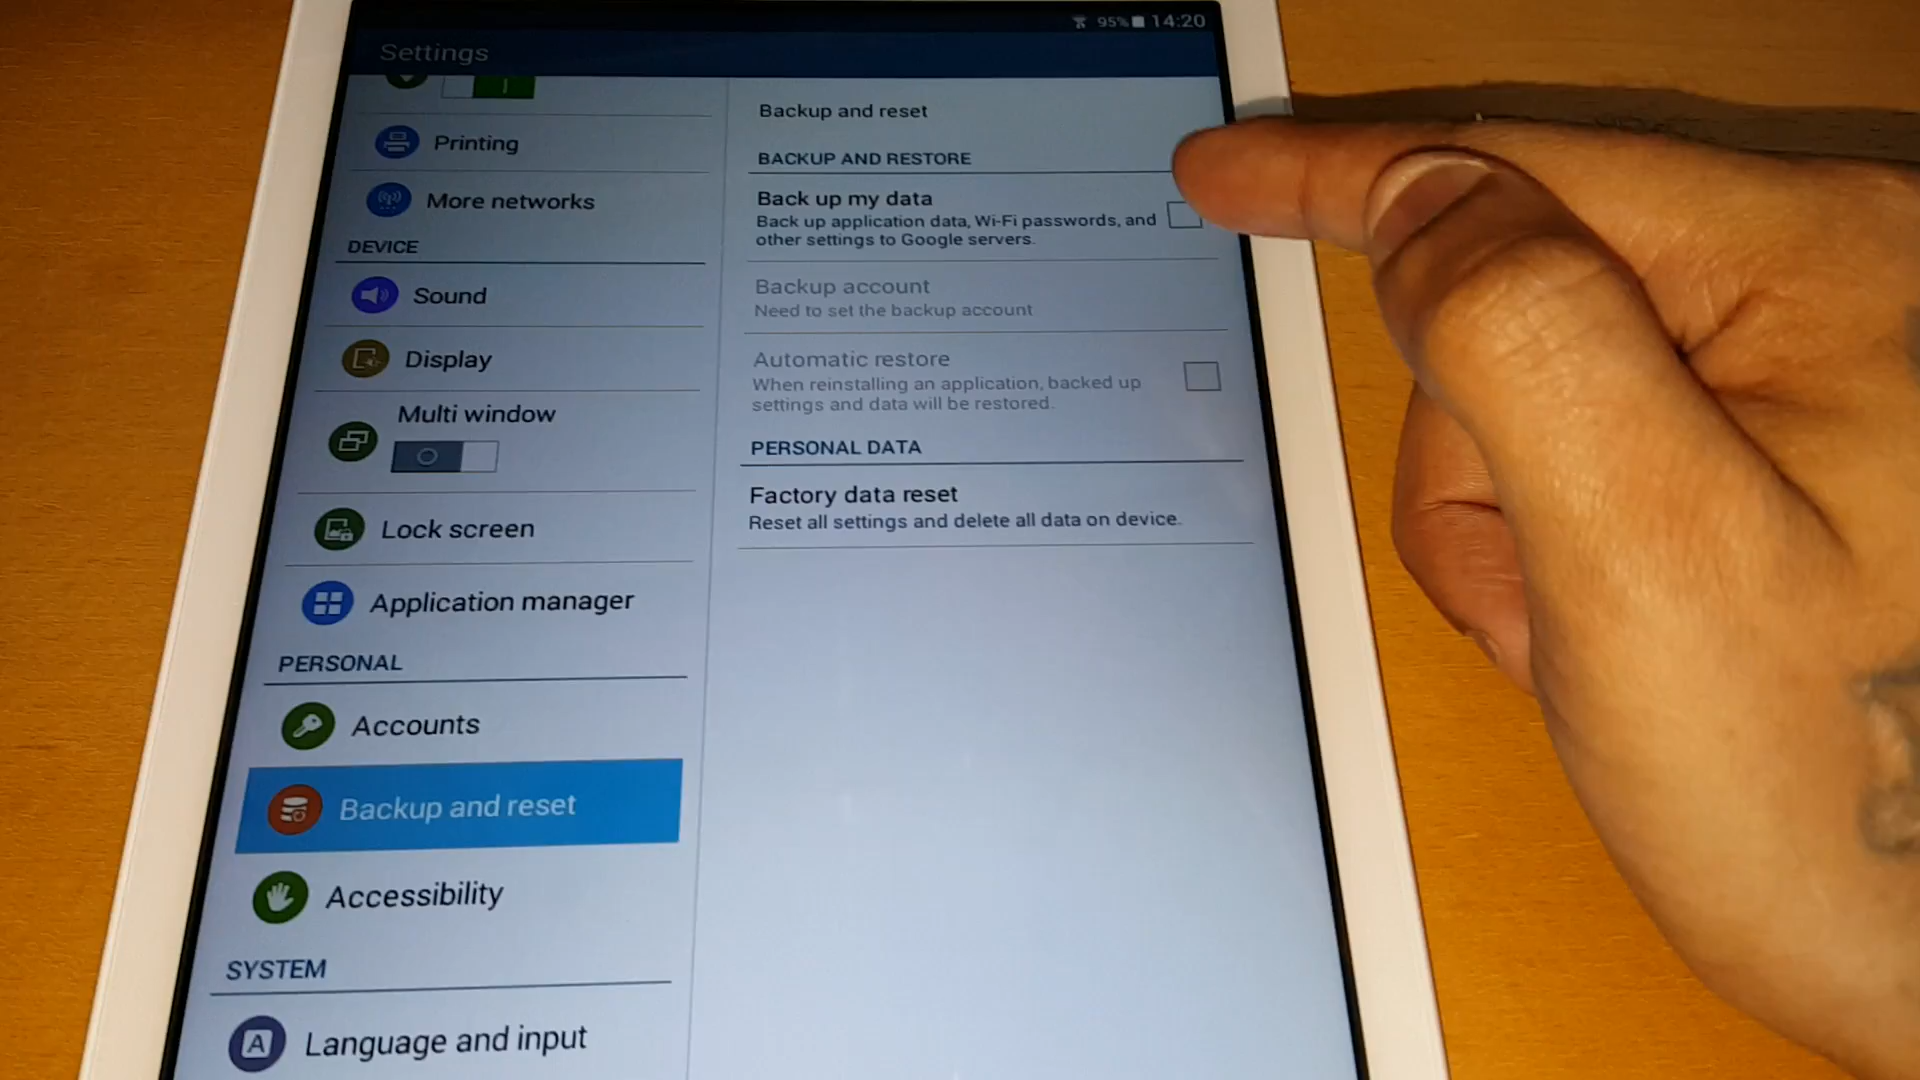 95% 14:20
Settings
Printing
More networks
DEVICE
Sound
Display
Multi window
Lock screen
Application manager
PERSONAL
Accounts
Backup and reset
Accessibility
SYSTEM
A Language and input
Backup and reset
BACKUP AND RESTORE
Back up my data
Back up application data, Wi-Fi passwords, and
other settings to Google servers.
Backup account
Need to set the backup account
Automatic restore
When reinstalling an application, backed up
settings and data will be restored.
PERSONAL DATA
Factory data reset
Reset all settings and delete all data on device.